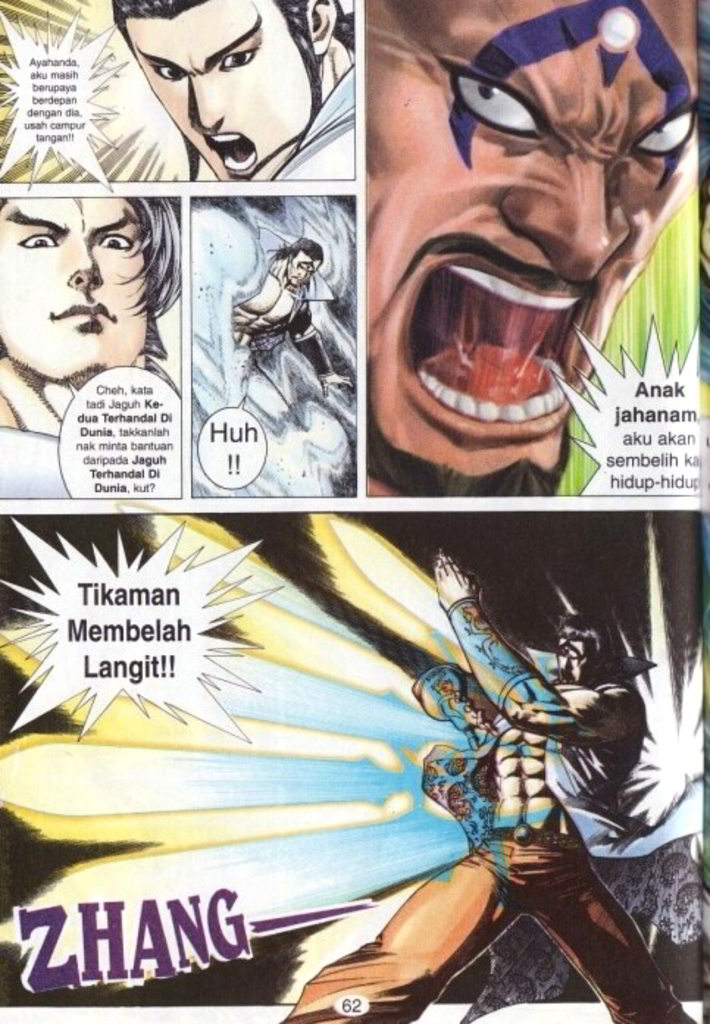 Ayahanda,
aku masih
berupaya
berdepan
dengan dia,
usah campur
tangan!!
Anak
jahanam,
aku akan
sembelih ka
hidup-hidup
Cheh, kata
tadi Jaguh Ke-
dua Terhandal Di
Dunia, takkanlah
nak minta bantuan
daripada Jaguh
Terhandal Di
Dunia, kut?
Huh
!!
Tikaman
Membelah
Langit!!
ZHANG
62